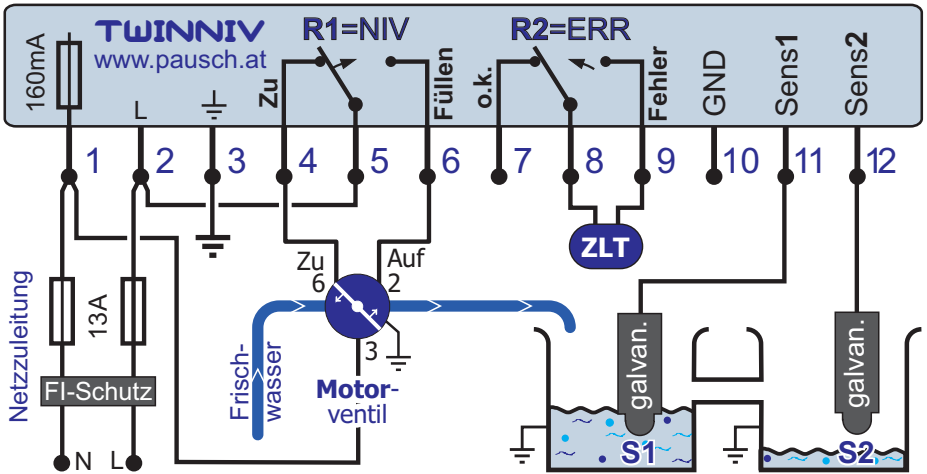 TWINNIV
www.pausch.at
R1=NIV
R2=ERR
160mA
L
Zu
Füllen
o.k.
Fehler
GND
Sens1
Sens2
1 2 3 4 5 6 7 8 9 10 11 12
ZLT
Zu
6
Auf
2
3
Netzzuleitung
13A
FI-Schutz
N L
Frisch-
wasser
Motor-
ventil
galvan.
S1
galvan.
S2